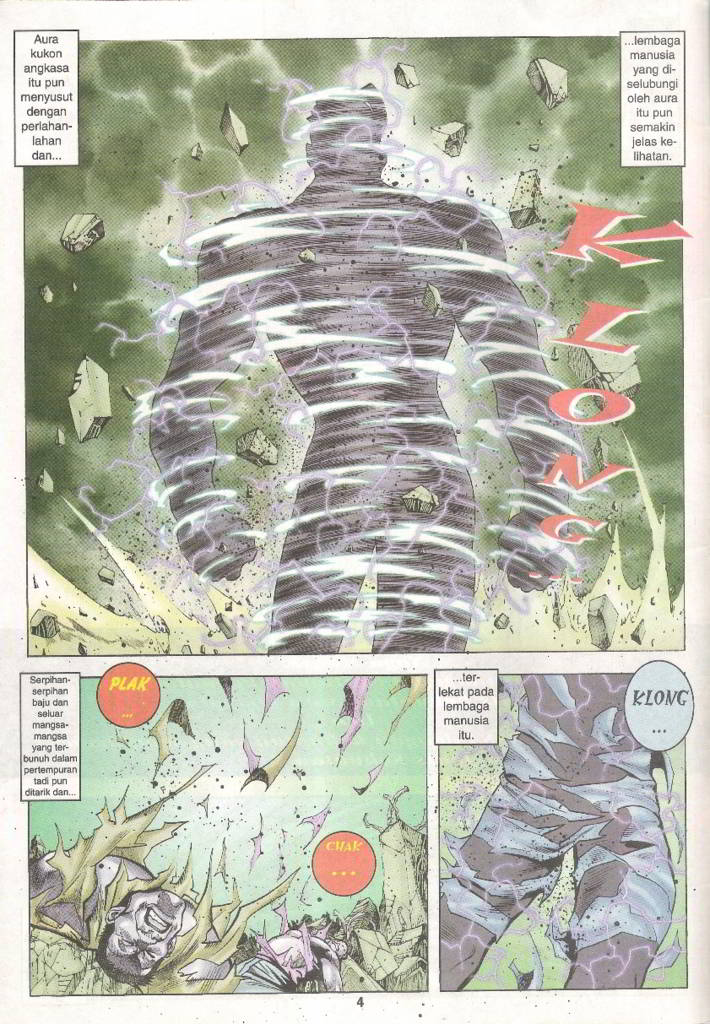 Aura
kukon
angkasa
itu pun
menyusut
dengan
perlahan-
lahan
dan...
...lembaga
manusia
yang di-
selubungi
oleh aura
itu pun
semakin
jelas ke-
lihatan.
KLONG...
Serpihan-
serpihan
baju dan
seluar
mangsa-
mangsa
yang ter-
bunuh dalam
pertempuran
tadi pun
ditarik dan...
PLAK
...
CHAK
...
...ter-
lekat pada
lembaga
manusia
itu.
KLONG
...
4